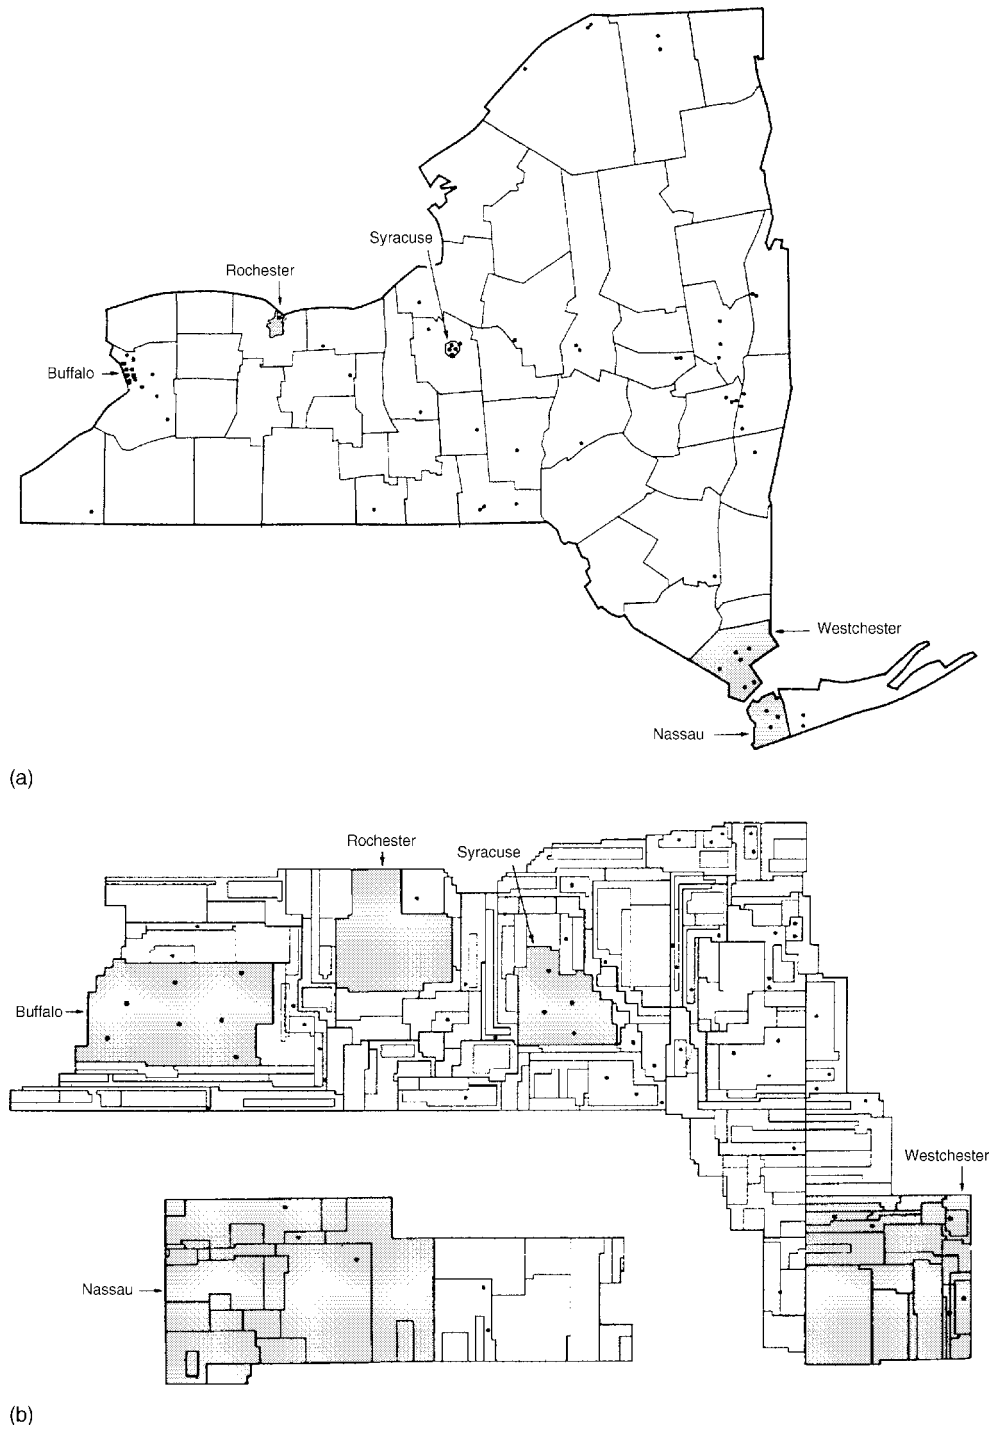 Syracuse
Rochester
Buffalo
Westchester
Nassau
(a)
Rochester
Syracuse
Buffalo
Westchester
Nassau
(b)